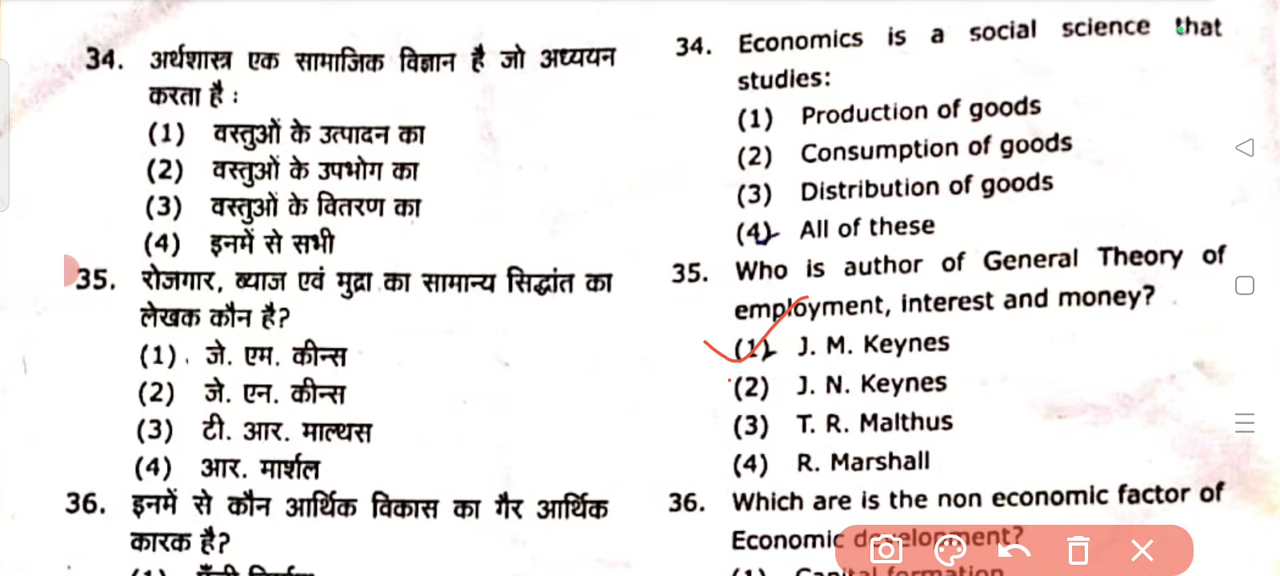 34. अर्थशास्त्र एक सामाजिक विज्ञान है जो अध्ययन
करता है :
(1) वस्तुओं के उत्पादन का
(2) वस्तुओं के उपभोग का
(3) वस्तुओं के वितरण का
(4) इनमें से सभी
35. रोजगार, ब्याज एवं मुद्रा का सामान्य सिद्धांत का
लेखक कौन है?
(1) जे. एम. कीन्स
(2) जे. एन. कीन्स
(3) टी. आर. माल्थस
(4) आर. मार्शल
36. इनमें से कौन आर्थिक विकास का गैर आर्थिक
कारक है?
34. Economics is a social science that
studies:
(1) Production of goods
(2) Consumption of goods
(3) Distribution of goods
(4) All of these
35. Who is author of General Theory of
employment, interest and money?
(1) J. M. Keynes
(2) J. N. Keynes
(3) T. R. Malthus
(4) R. Marshall
36. Which are is the non economic factor of
Economic development?
(1) Capital formation